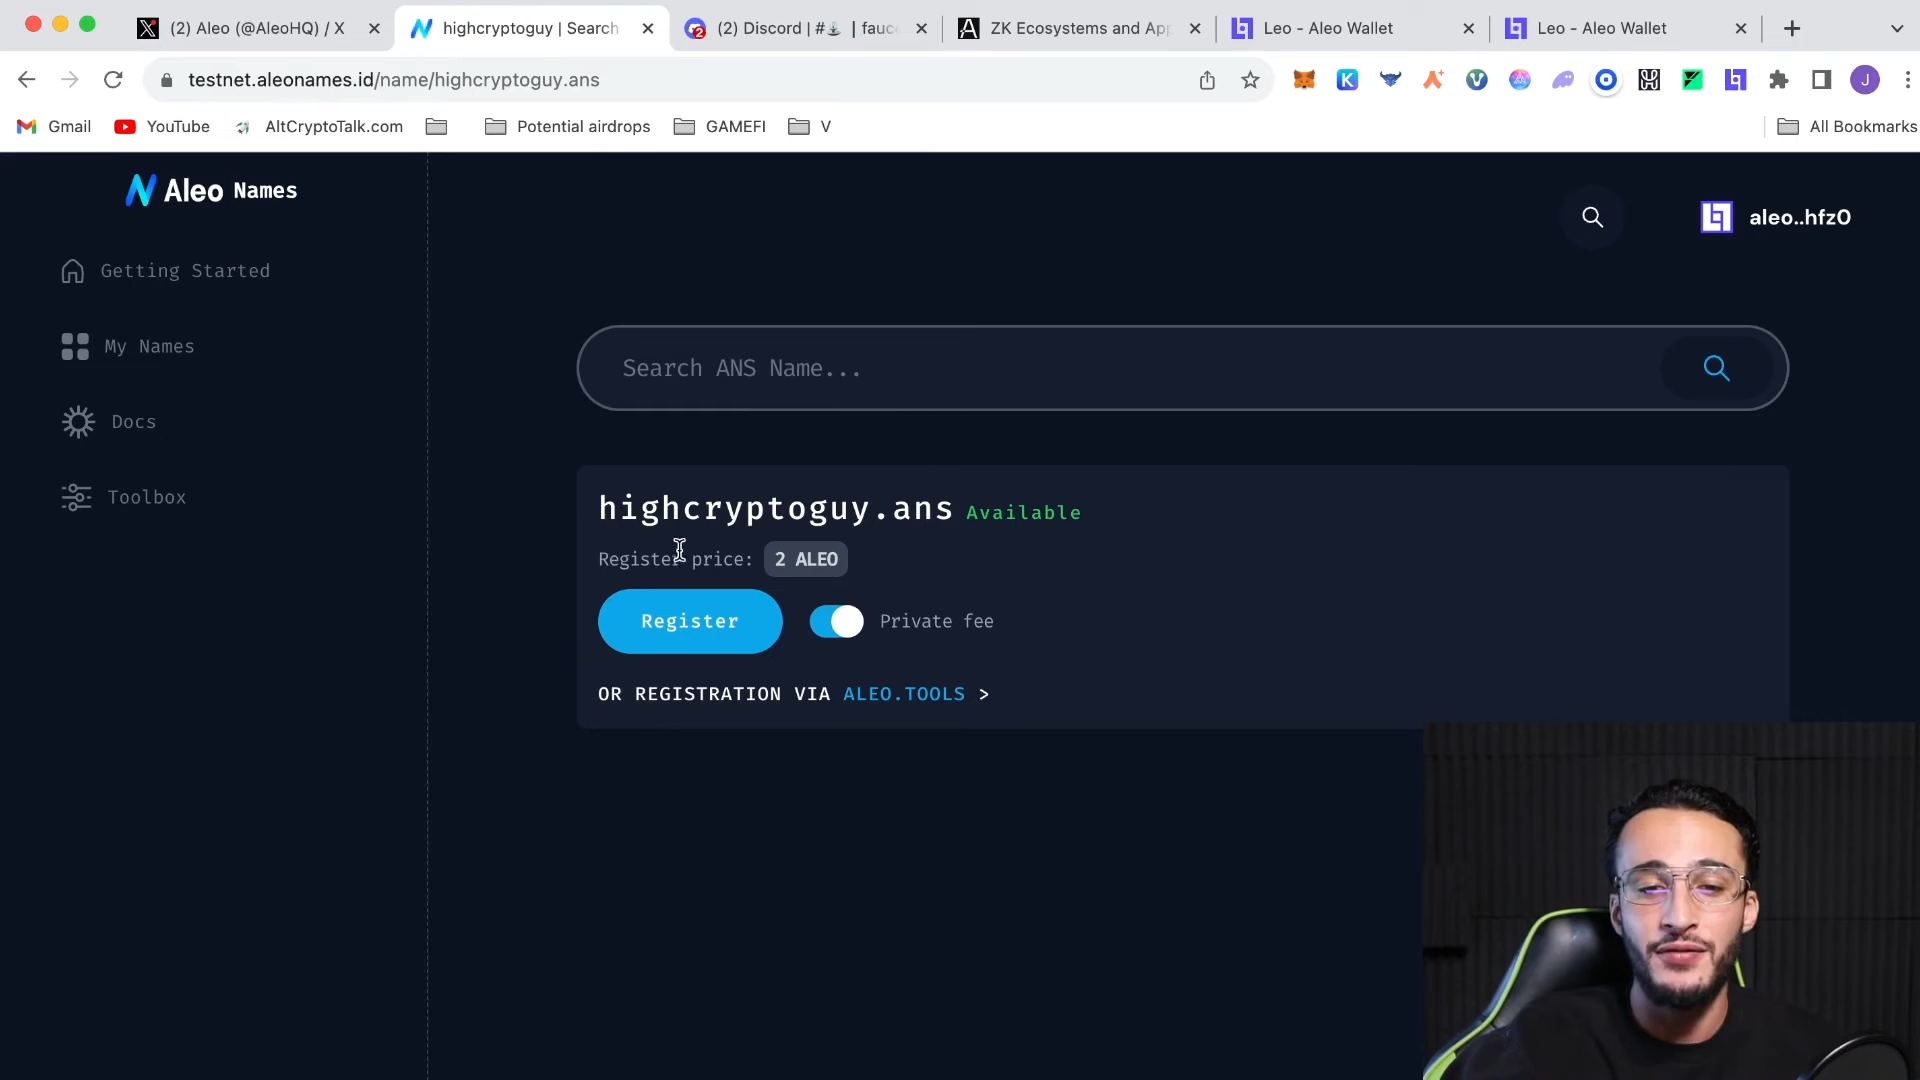 (2) Aleo (@AleoHQ) / X
highcryptoguy | Search
(2) Discord | # | fauc
ZK Ecosystems and App
Leo - Aleo Wallet
Leo - Aleo Wallet
testnet.aleonames.id/name/highcryptoguy.ans
J
Gmail
YouTube
AltCryptoTalk.com
Potential airdrops
GAMEFI
V
All Bookmarks
Aleo Names
aleo..hfz0
Getting Started
My Names
Docs
Toolbox
Search ANS Name...
highcryptoguy.ans Available
Register price: 2 ALEO
Register
Private fee
OR REGISTRATION VIA ALEO.TOOLS >